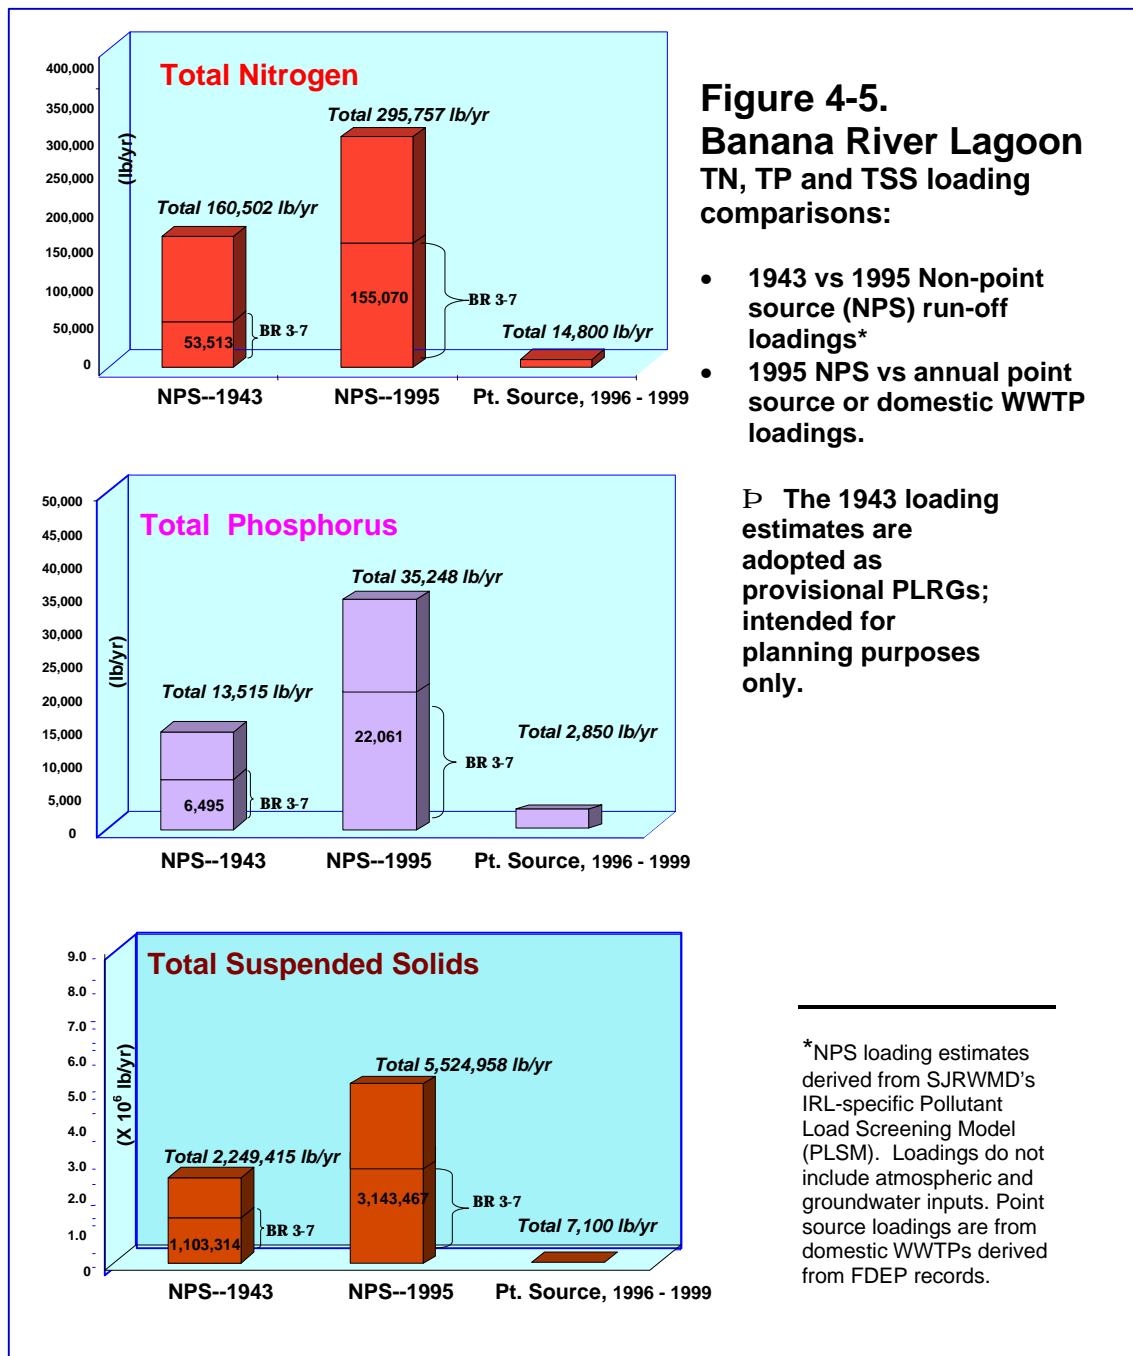 Total Nitrogen
400,000
350,000
300,000
250,000
200,000
150,000
100,000
50,000
0
(lb/yr)
Total 160,502 lb/yr
Total 295,757 lb/yr
Total 14,800 lb/yr
53,513
BR 3-7
155,070
BR 3-7
NPS--1943
NPS--1995
Pt. Source, 1996 - 1999
Figure 4-5.
Banana River Lagoon
TN, TP and TSS loading
comparisons:
• 1943 vs 1995 Non-point
source (NPS) run-off
loadings*
• 1995 NPS vs annual point
source or domestic WWTP
loadings.
Þ The 1943 loading
estimates are
adopted as
provisional PLRGs;
intended for
planning purposes
only.
Total Phosphorus
50,000
45,000
40,000
35,000
30,000
25,000
20,000
15,000
10,000
5,000
0
(lb/yr)
Total 13,515 lb/yr
Total 35,248 lb/yr
Total 2,850 lb/yr
6,495
BR 3-7
22,061
BR 3-7
NPS--1943
NPS--1995
Pt. Source, 1996 - 1999
Total Suspended Solids
9.0
8.0
7.0
6.0
5.0
4.0
3.0
2.0
1.0
0
(X 10⁶ lb/yr)
Total 2,249,415 lb/yr
Total 5,524,958 lb/yr
Total 7,100 lb/yr
1,103,314
BR 3-7
3,143,467
BR 3-7
NPS--1943
NPS--1995
Pt. Source, 1996 - 1999
*NPS loading estimates
derived from SJRWMD's
IRL-specific Pollutant
Load Screening Model
(PLSM). Loadings do not
include atmospheric and
groundwater inputs. Point
source loadings are from
domestic WWTPs derived
from FDEP records.